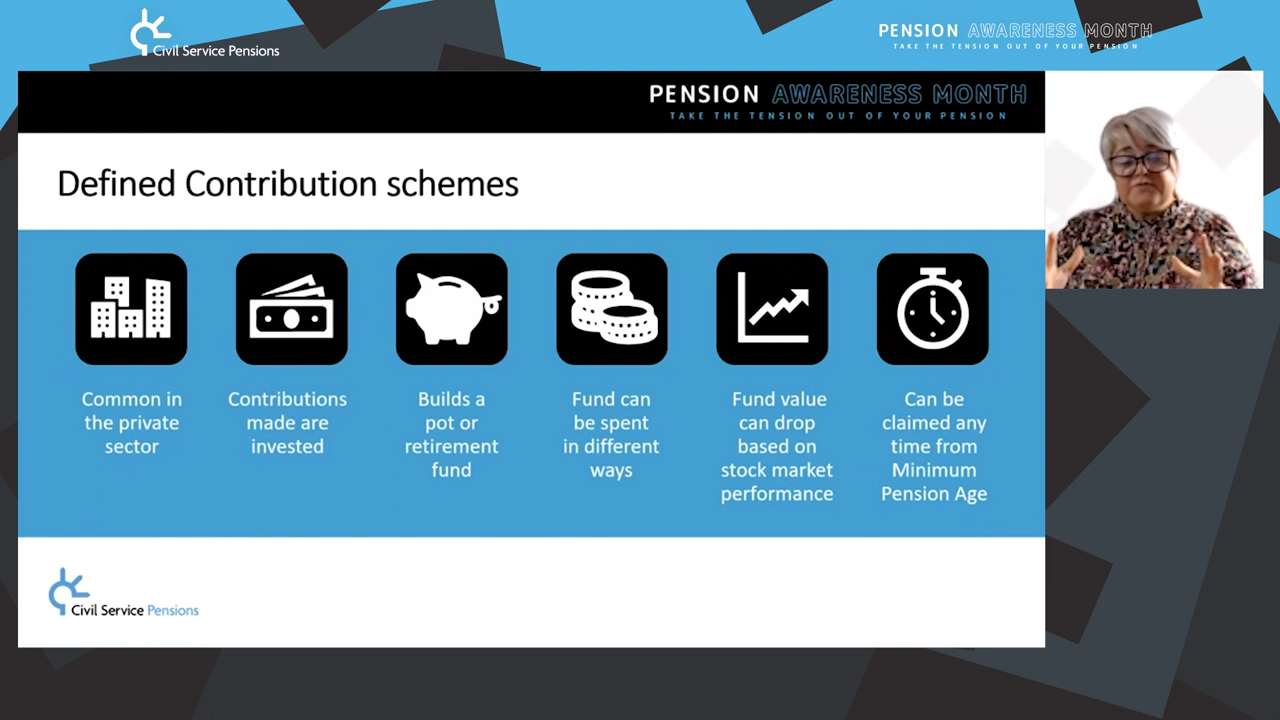 Civil Service Pensions
PENSION AWARENESS MONTH
TAKE THE TENSION OUT OF YOUR PENSION
PENSION AWARENESS MONTH
TAKE THE TENSION OUT OF YOUR PENSION
Defined Contribution schemes
Common in
the private
sector
Contributions
made are
invested
Builds a
pot or
retirement
fund
Fund can
be spent
in different
ways
Fund value
can drop
based on
stock market
performance
Can be
claimed any
time from
Minimum
Pension Age
Civil Service Pensions